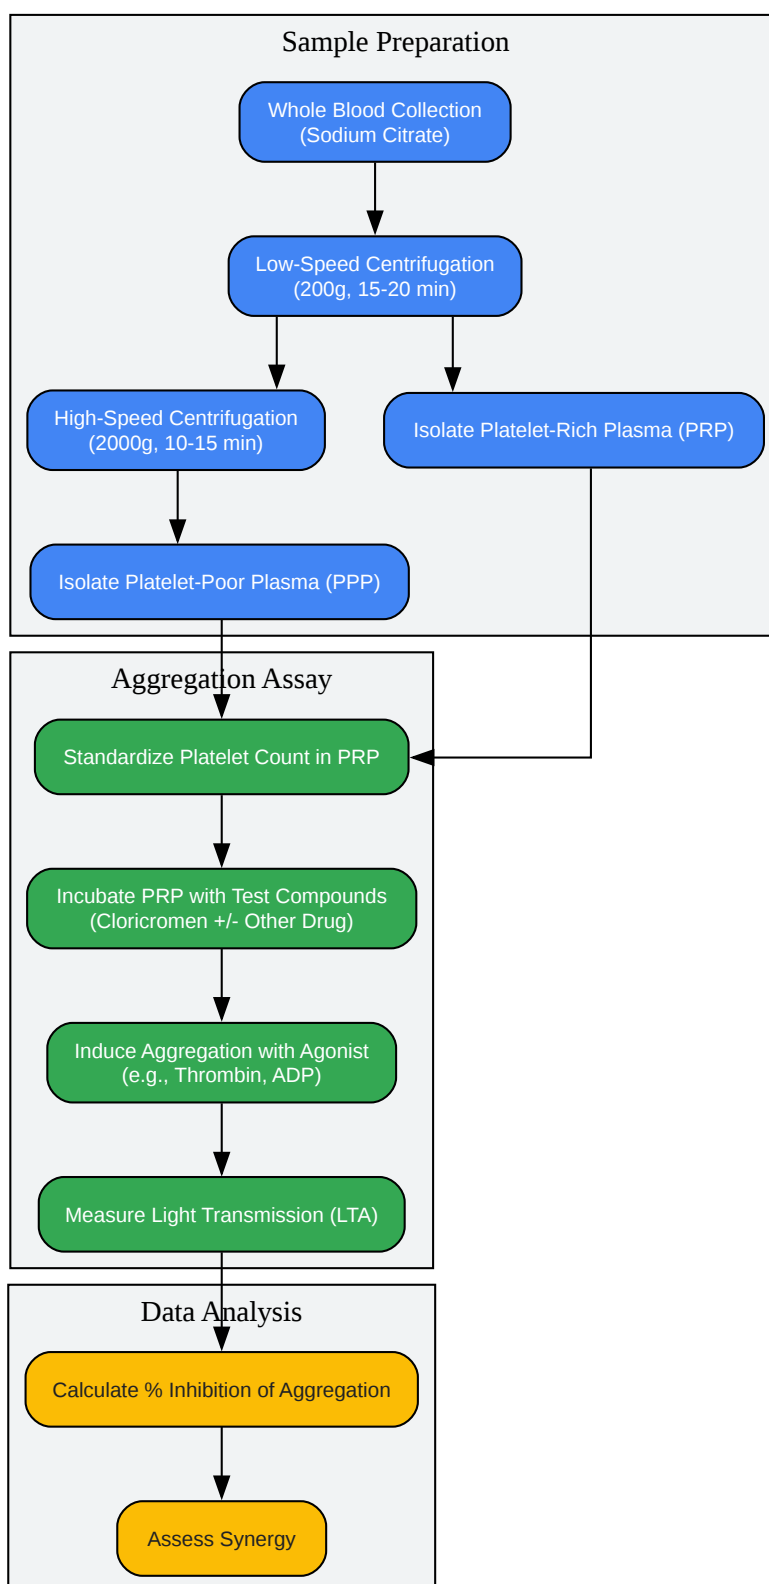 Sample Preparation
Whole Blood Collection
(Sodium Citrate)
Low-Speed Centrifugation
(200g, 15-20 min)
High-Speed Centrifugation
(2000g, 10-15 min)
Isolate Platelet-Rich Plasma (PRP)
Isolate Platelet-Poor Plasma (PPP)
Aggregation Assay
Standardize Platelet Count in PRP
Incubate PRP with Test Compounds
(Cloricromen +/- Other Drug)
Induce Aggregation with Agonist
(e.g., Thrombin, ADP)
Measure Light Transmission (LTA)
Data Analysis
Calculate % Inhibition of Aggregation
Assess Synergy